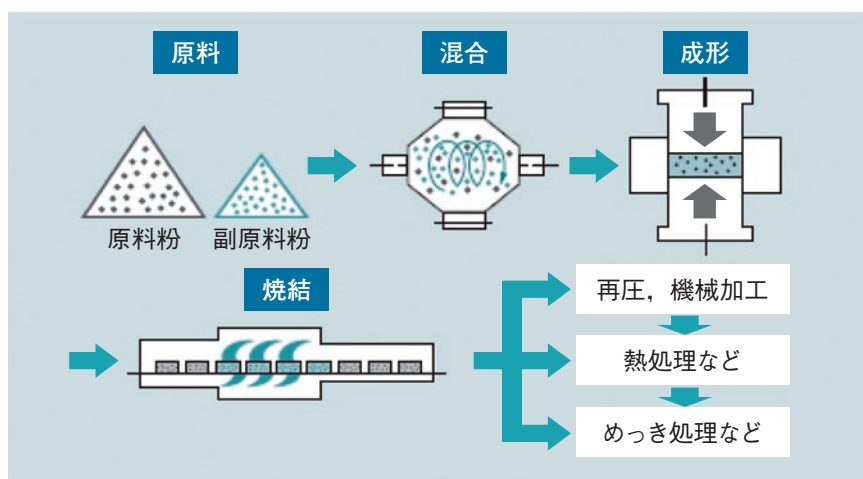 原料
混合
成形
原料粉
副原料粉
焼結
再圧，機械加工
熱処理など
めっき処理など